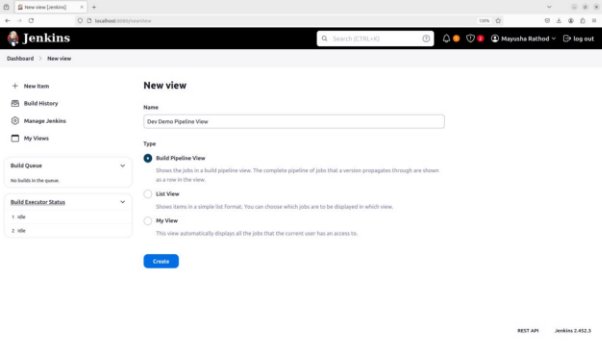 New view [Jenkins]
localhost:8080/newView
120%
Jenkins
Search (CTRL+K)
Mayusha Rathod
log out
Dashboard > New view
New Item
Build History
Manage Jenkins
My Views
Build Queue
No builds in the queue.
Build Executor Status
1 Idle
2 Idle
New view
Name
Dev Demo Pipeline View
Type
Build Pipeline View
Shows the jobs in a build pipeline view. The complete pipeline of jobs that a version propagates through are shown
as a row in the view.
List View
Shows items in a simple list format. You can choose which jobs are to be displayed in which view.
My View
This view automatically displays all the jobs that the current user has an access to.
Create
REST API
Jenkins 2.452.3